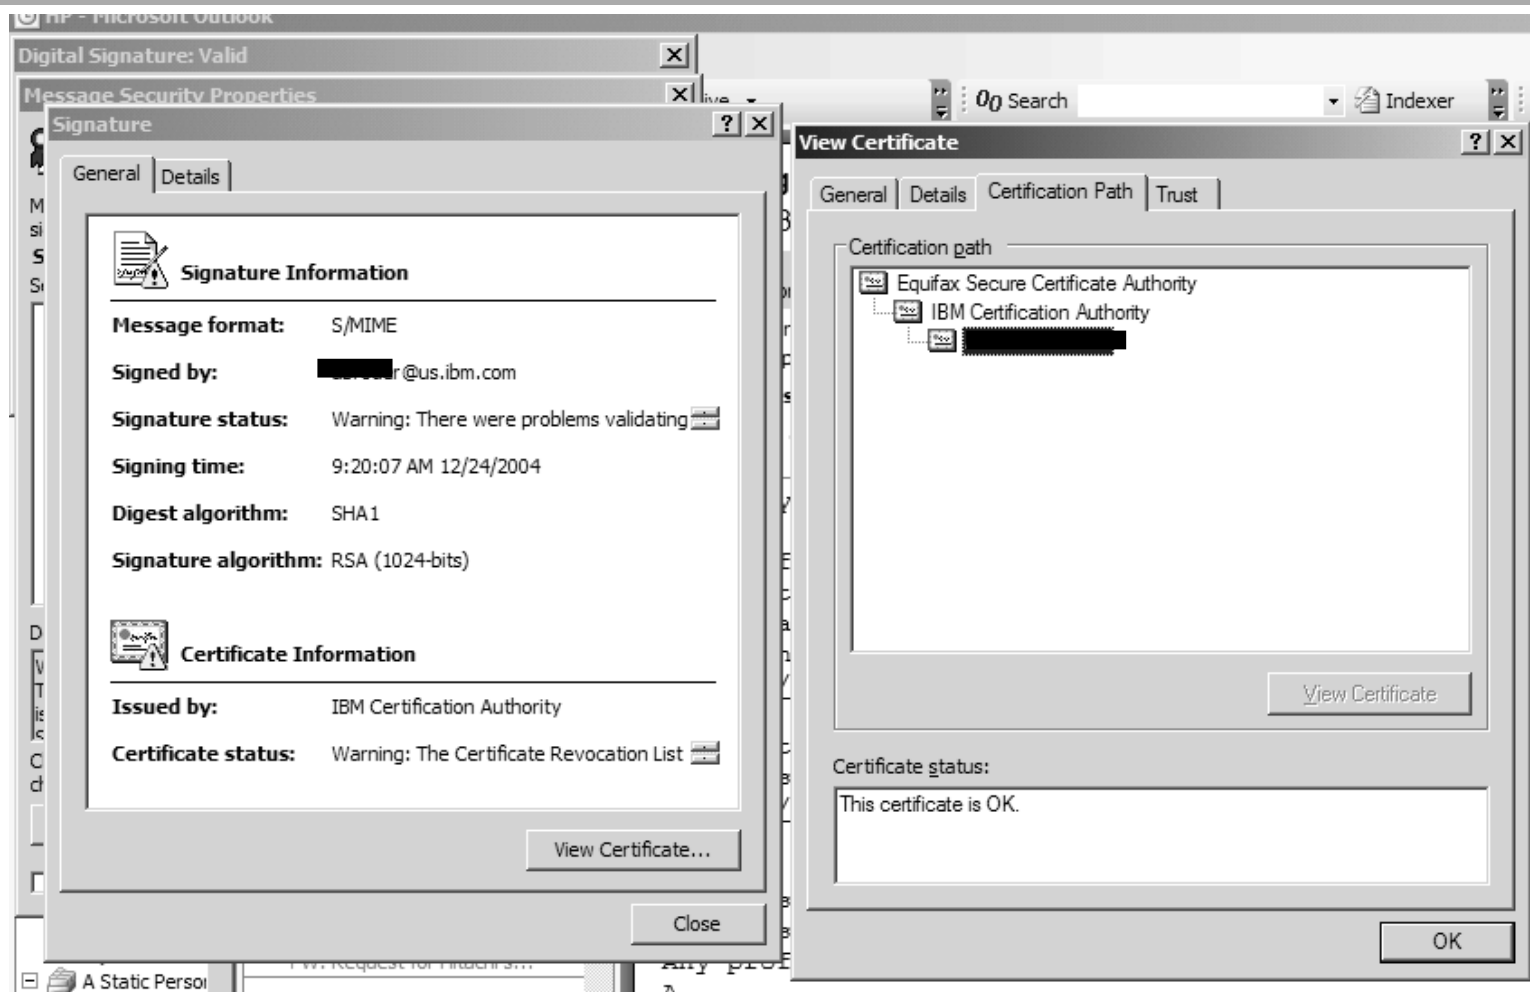 HP - Microsoft Outlook
Digital Signature: Valid
Message Security Properties
Search
Indexer
Signature
General
Details
Signature Information
Message format: S/MIME
Signed by: r@us.ibm.com
Signature status: Warning: There were problems validating
Signing time: 9:20:07 AM 12/24/2004
Digest algorithm: SHA1
Signature algorithm: RSA (1024-bits)
Certificate Information
Issued by: IBM Certification Authority
Certificate status: Warning: The Certificate Revocation List
View Certificate...
Close
A Static Person
View Certificate
General
Details
Certification Path
Trust
Certification path
Equifax Secure Certificate Authority
IBM Certification Authority
View Certificate
Certificate status:
This certificate is OK.
OK